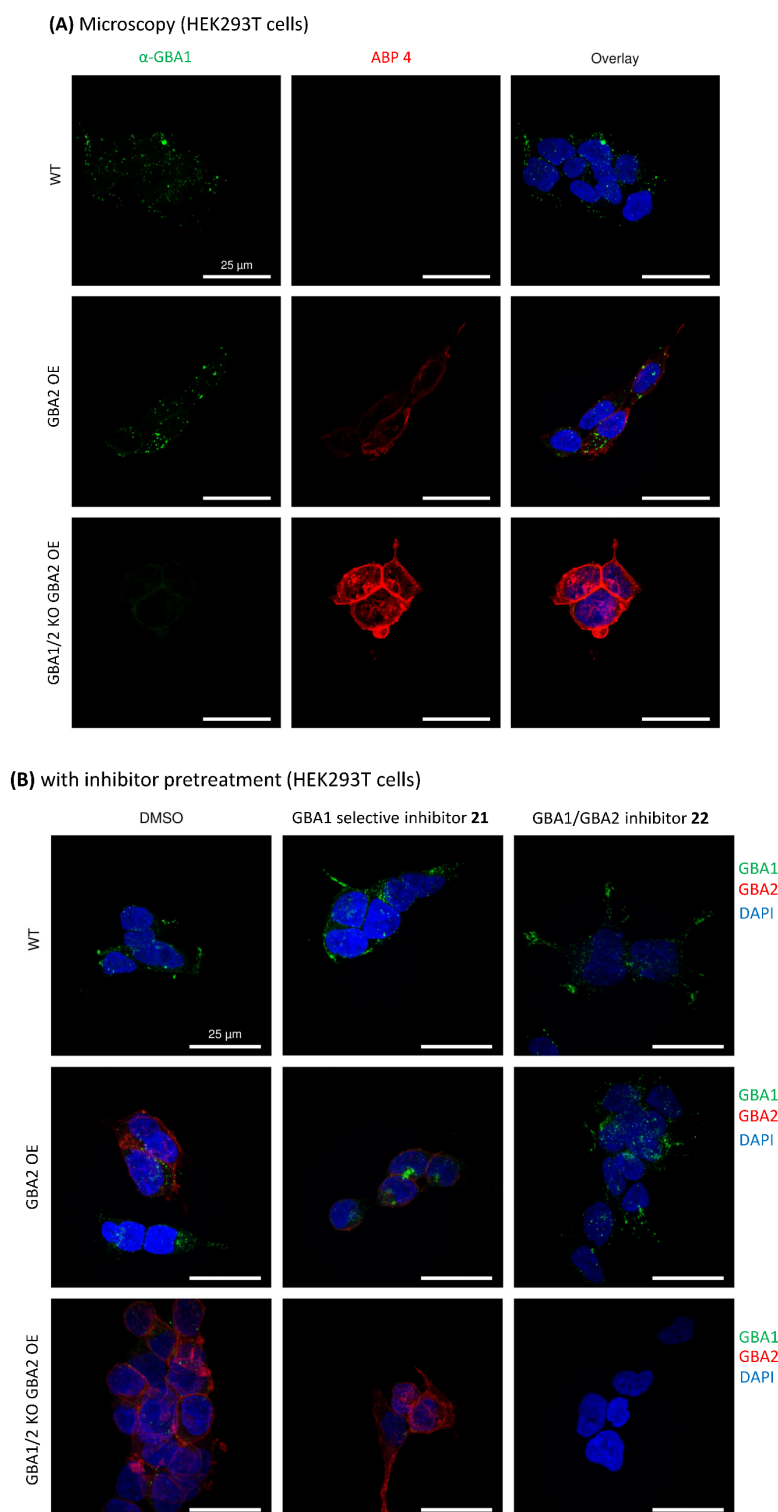 (A) Microscopy (HEK293T cells)
α-GBA1 ABP 4 Overlay
WT
25 µm
GBA2 OE
GBA1/2 KO GBA2 OE
(B) with inhibitor pretreatment (HEK293T cells)
DMSO GBA1 selective inhibitor 21 GBA1/GBA2 inhibitor 22
WT
GBA1
GBA2
DAPI
25 µm
GBA2 OE
GBA1
GBA2
DAPI
GBA1/2 KO GBA2 OE
GBA1
GBA2
DAPI